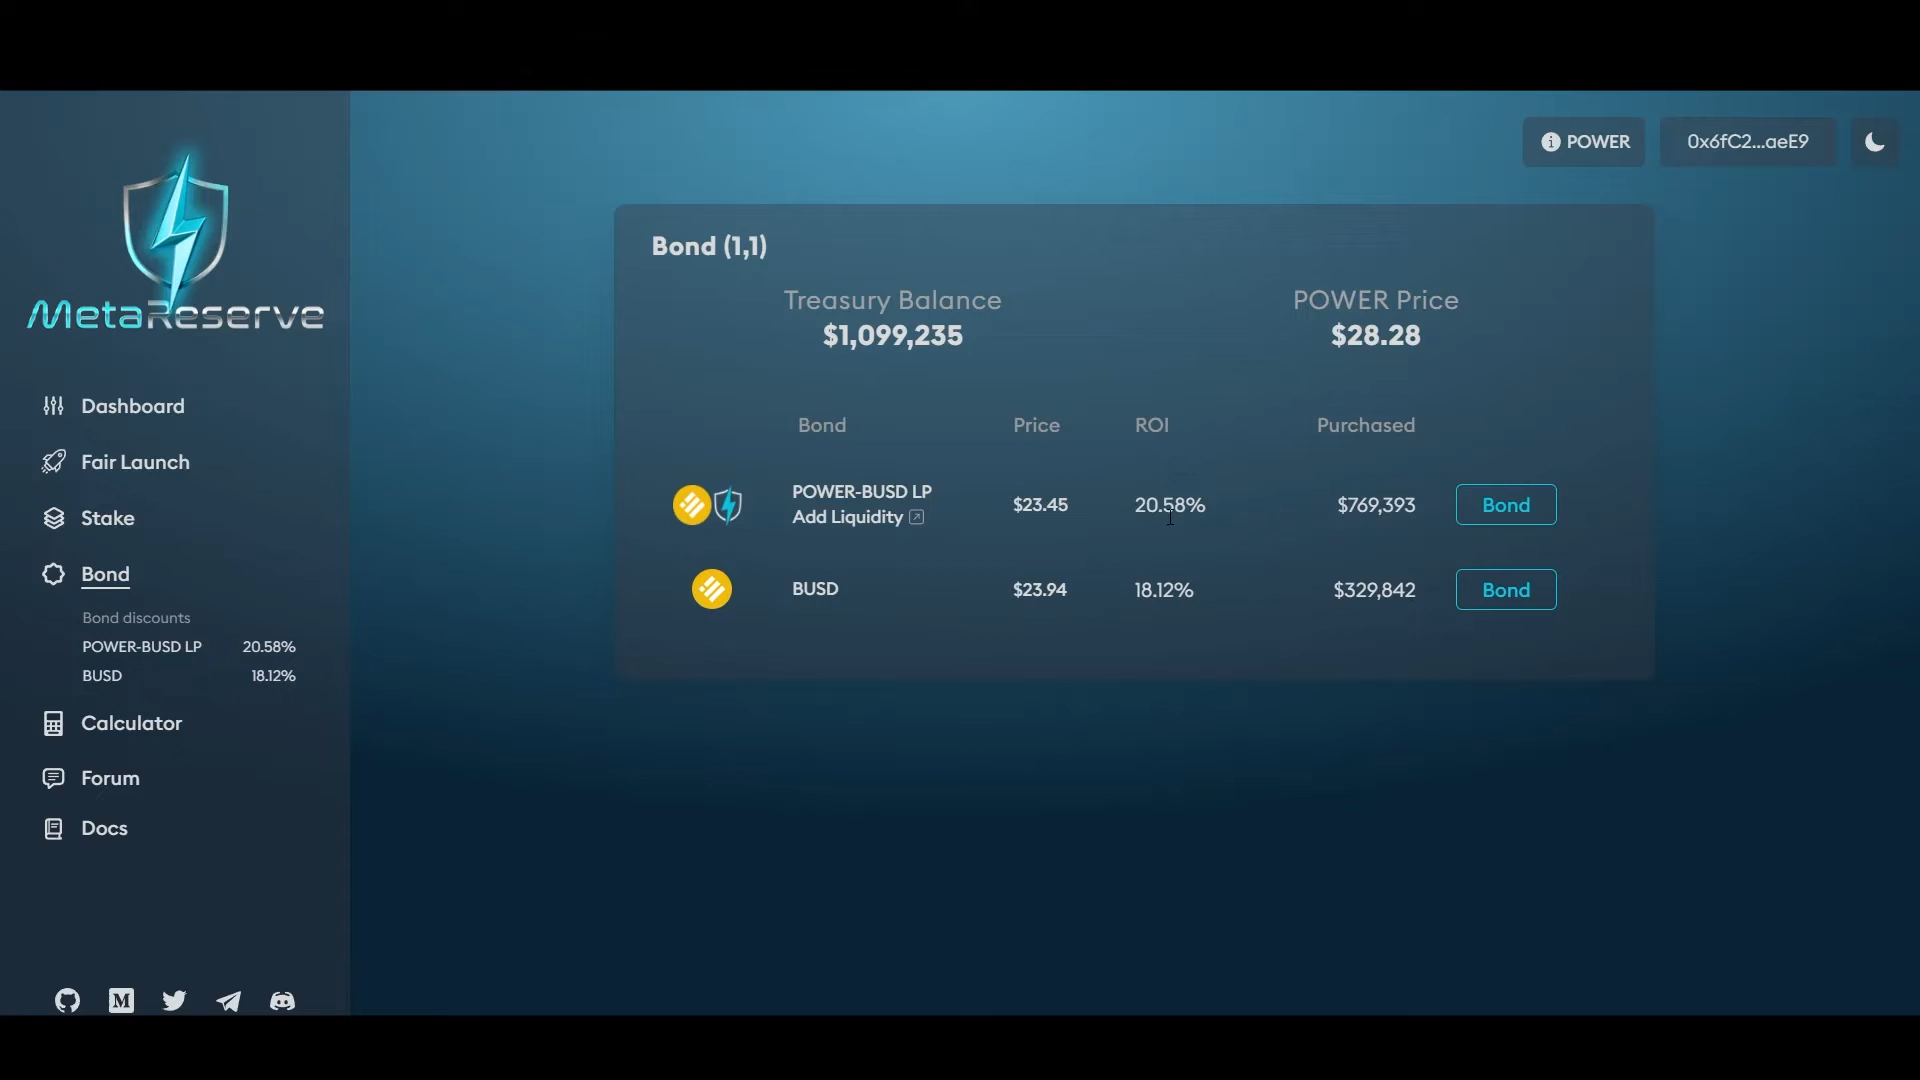 MetaReserve
Dashboard
Fair Launch
Stake
Bond
Bond discounts
POWER-BUSD LP 20.58%
BUSD 18.12%
Calculator
Forum
Docs
M
POWER 0x6fC2...aeE9
Bond (1,1)
Treasury Balance POWER Price
$1,099,235 $28.28
Bond Price ROI Purchased
POWER-BUSD LP
Add Liquidity $23.45 20.58% $769,393 Bond
BUSD $23.94 18.12% $329,842 Bond